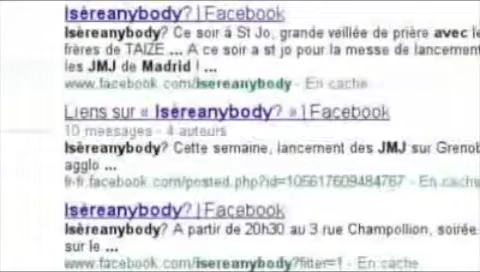 Isèreanybody? | Facebook
Isèreanybody? Ce soir à St Jo, grande veillée de prière avec le
frères de TAIZE ... A ce soir a st jo pour la messe de lancement
les JMJ de Madrid ! ...
www.facebook.com/isereanybody - En cache
Liens sur « Isèreanybody? » | Facebook
10 messages - 4 auteurs
Isèreanybody? Cette semaine, lancement des JMJ sur Grenob
agglo ...
fr-fr.facebook.com/posted.php?id=105617609484767 - En cache
Isèreanybody? | Facebook
Isèreanybody? A partir de 20h30 au 3 rue Champollion, soirée
sur le ...
www.facebook.com/isereanybody?filter=1 - En cache